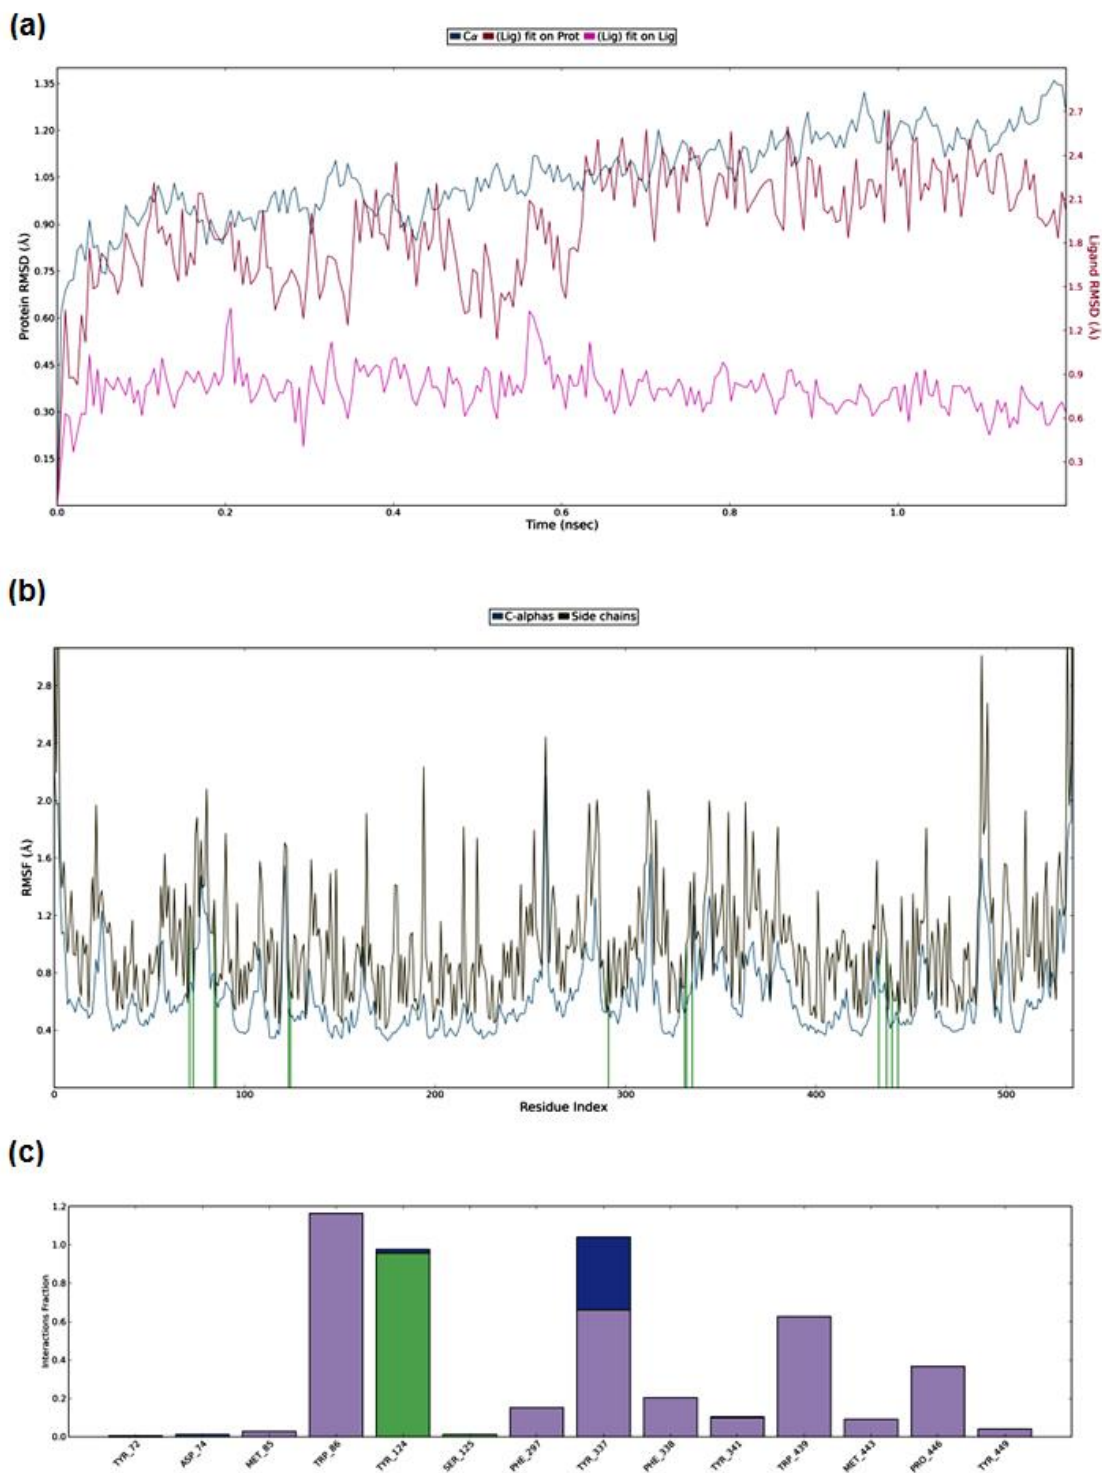 (a)
Cα (Lig) fit on Prot (Lig) fit on Lig
1.35
1.20
1.05
0.90
0.75
0.60
0.45
0.30
0.15
Protein RMSD (Å)
2.7
2.4
2.1
1.8
1.5
1.2
0.9
0.6
0.3
Ligand RMSD (Å)
0.0 0.2 0.4 0.6 0.8 1.0
Time (nsec)
(b)
C-alphas Side chains
2.8
2.4
2.0
1.6
1.2
0.8
0.4
RMSF (Å)
0 100 200 300 400 500
Residue Index
(c)
1.2
1.0
0.8
0.6
0.4
0.2
0.0
Interactions Fraction
TYR_72 ASP_74 MET_85 TRP_86 TYR_124 SER_125 PHE_297 TYR_337 PHE_338 TYR_341 TRP_439 MET_443 PRO_446 TYR_449